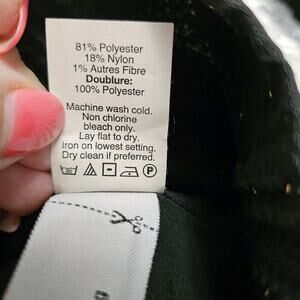 81% Polyester
18% Nylon
1% Autres Fibre
Doublure:
100% Polyester
Machine wash cold.
Non chlorine
bleach only.
Lay flat to dry.
Iron on lowest setting.
Dry clean if preferred.
P